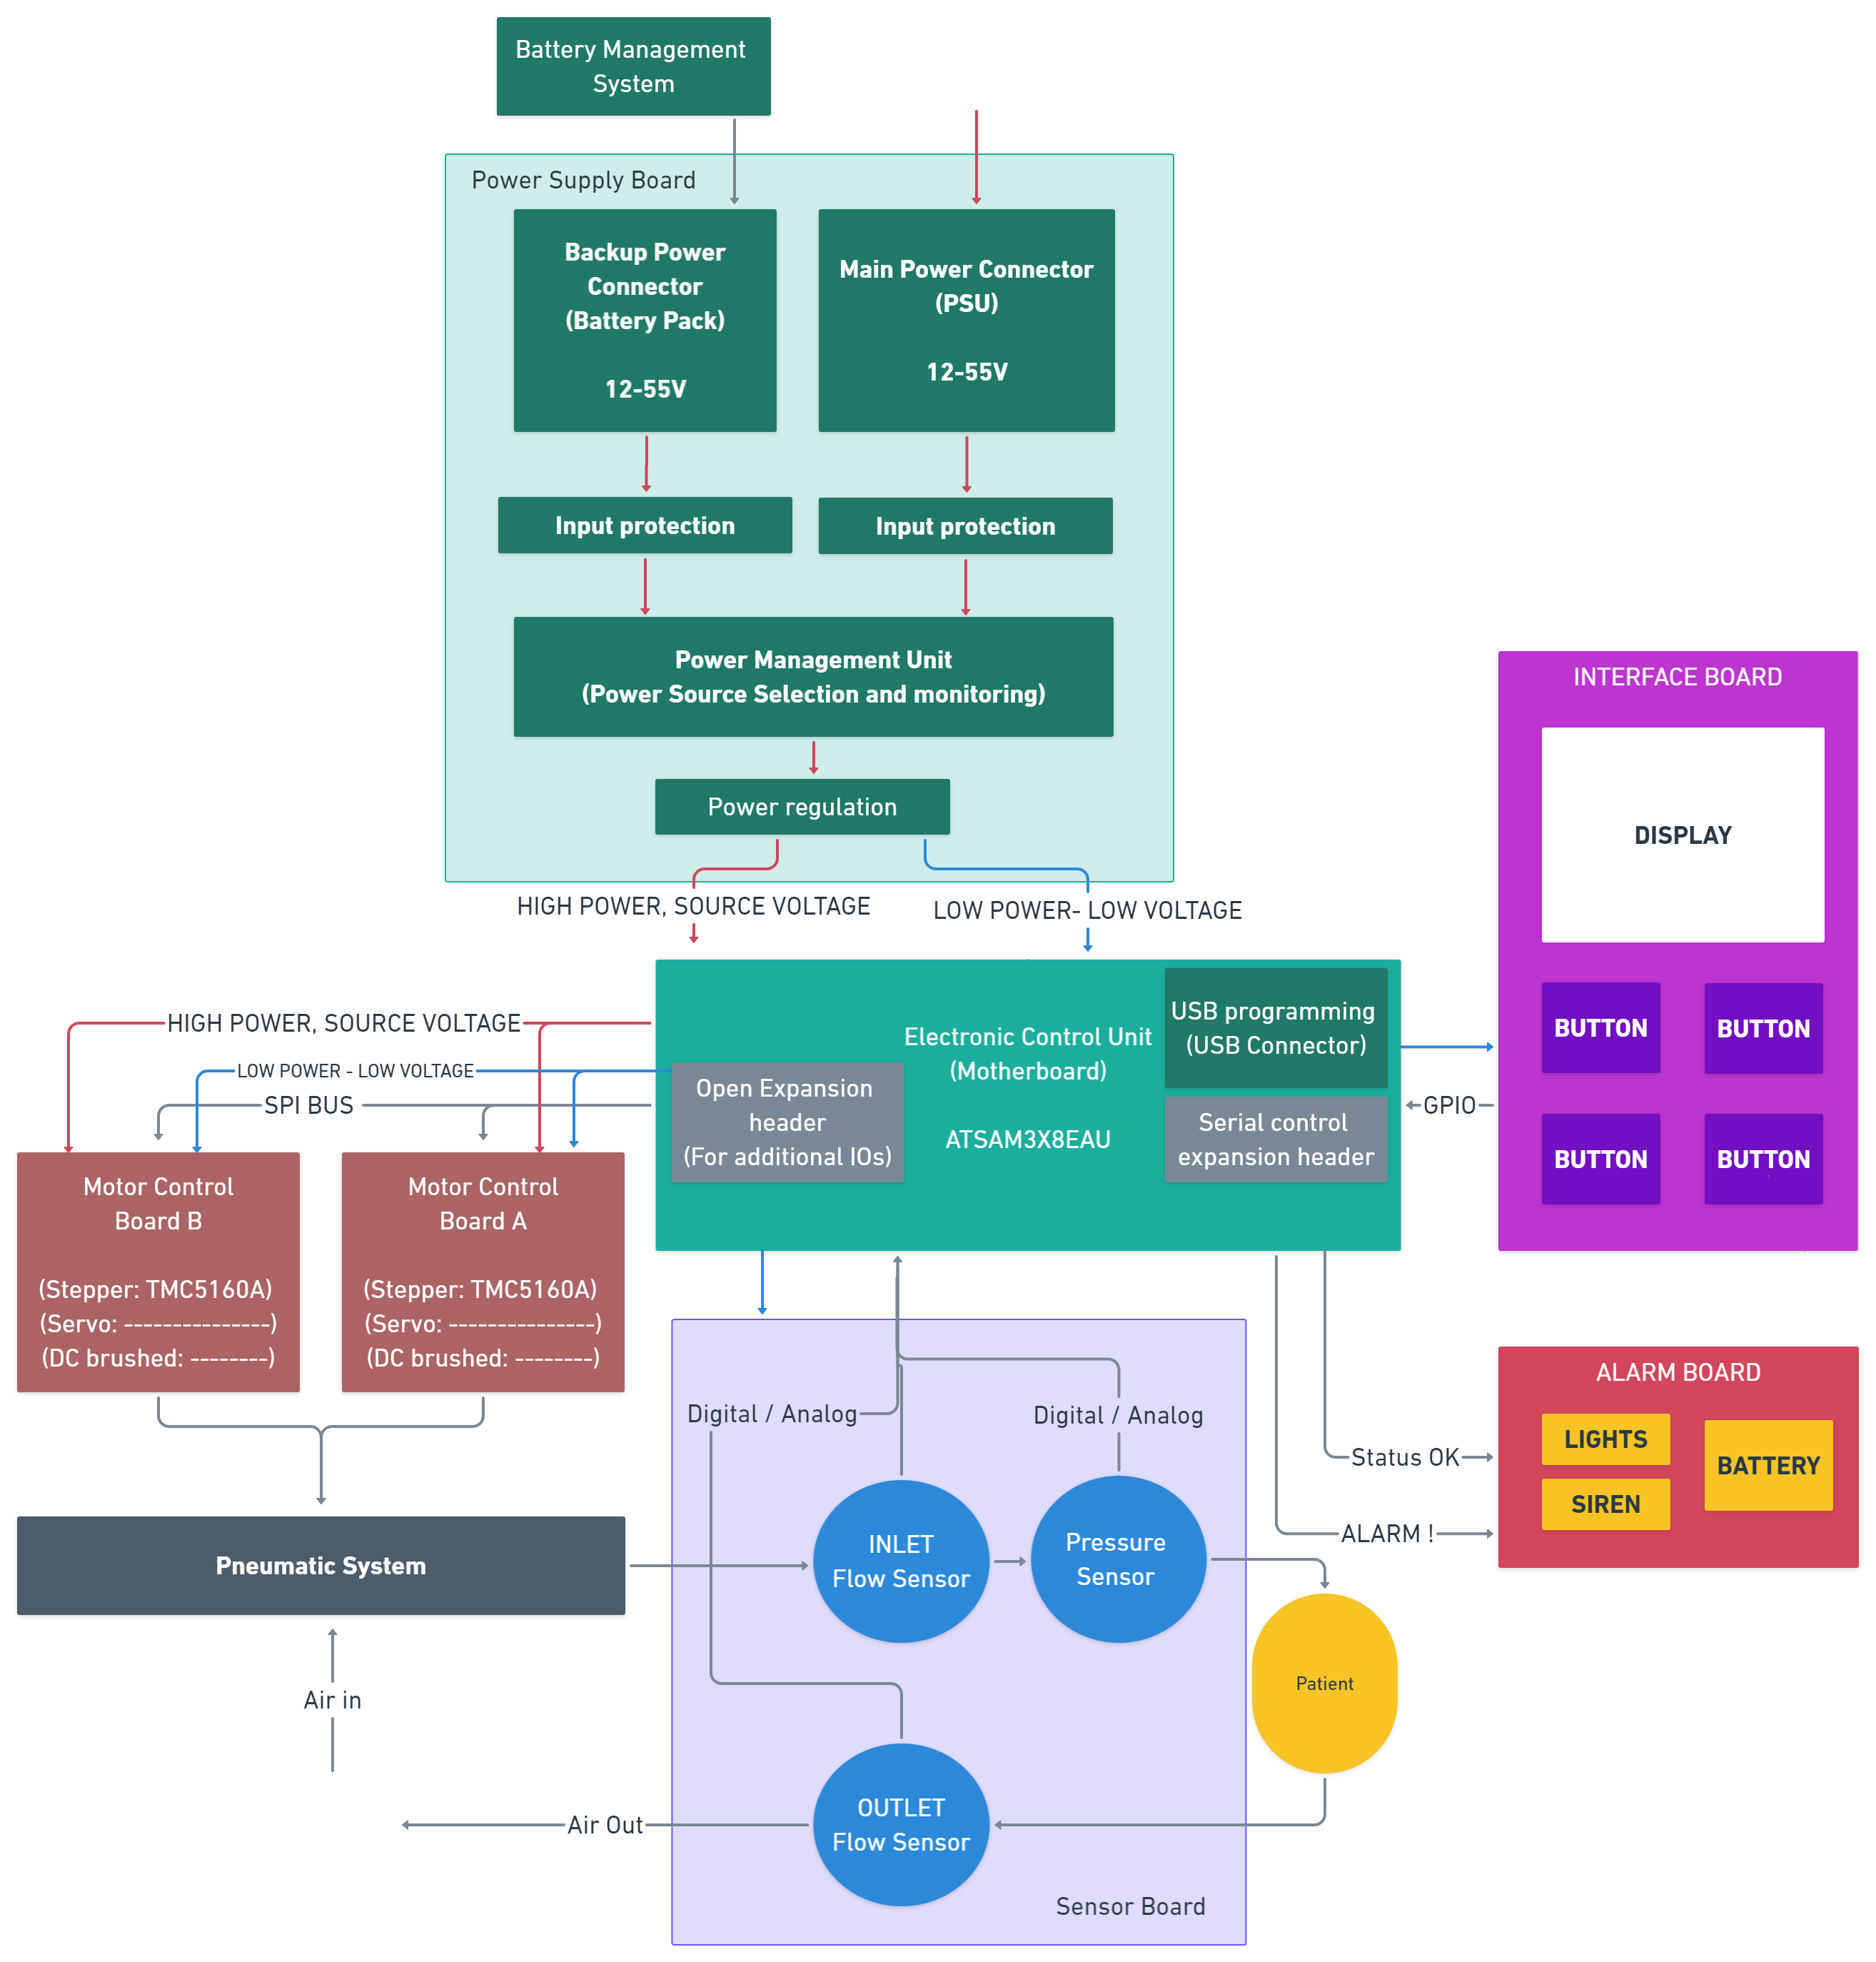 Battery Management
System
Power Supply Board
Backup Power
Connector
(Battery Pack)
12-55V
Main Power Connector
(PSU)
12-55V
Input protection
Input protection
Power Management Unit
(Power Source Selection and monitoring)
Power regulation
HIGH POWER, SOURCE VOLTAGE
LOW POWER- LOW VOLTAGE
INTERFACE BOARD
DISPLAY
BUTTON
BUTTON
BUTTON
BUTTON
HIGH POWER, SOURCE VOLTAGE
LOW POWER - LOW VOLTAGE
SPI BUS
Electronic Control Unit
(Motherboard)
ATSAM3X8EAU
USB programming
(USB Connector)
Open Expansion
header
(For additional IOs)
Serial control
expansion header
GPIO
Motor Control
Board B
(Stepper: TMC5160A)
(Servo: ---------------)
(DC brushed: --------)
Motor Control
Board A
(Stepper: TMC5160A)
(Servo: ---------------)
(DC brushed: --------)
Digital / Analog
Digital / Analog
Status OK
ALARM !
ALARM BOARD
LIGHTS
SIREN
BATTERY
Pneumatic System
INLET
Flow Sensor
Pressure
Sensor
Patient
Air in
Air Out
OUTLET
Flow Sensor
Sensor Board